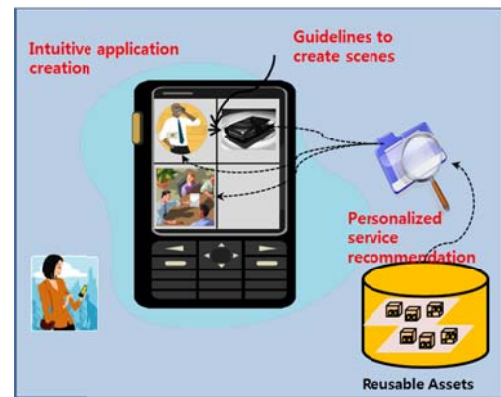 Intuitive application
creation
Guidelines to
create scenes
Personalized
service
recommendation
Reusable Assets